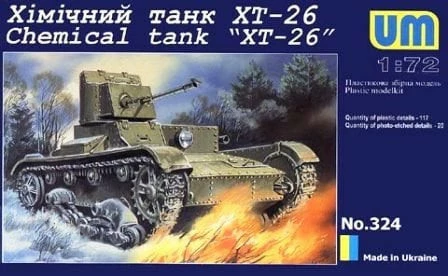 Хімічний танк ХТ-26
Chemical tank "XT-26"
um
1:72
Пластикова збірна модель
Plastic modelkit
Quantity of plastic details - 117
Quantity of photo-etched details - 20
No.324
Made in Ukraine